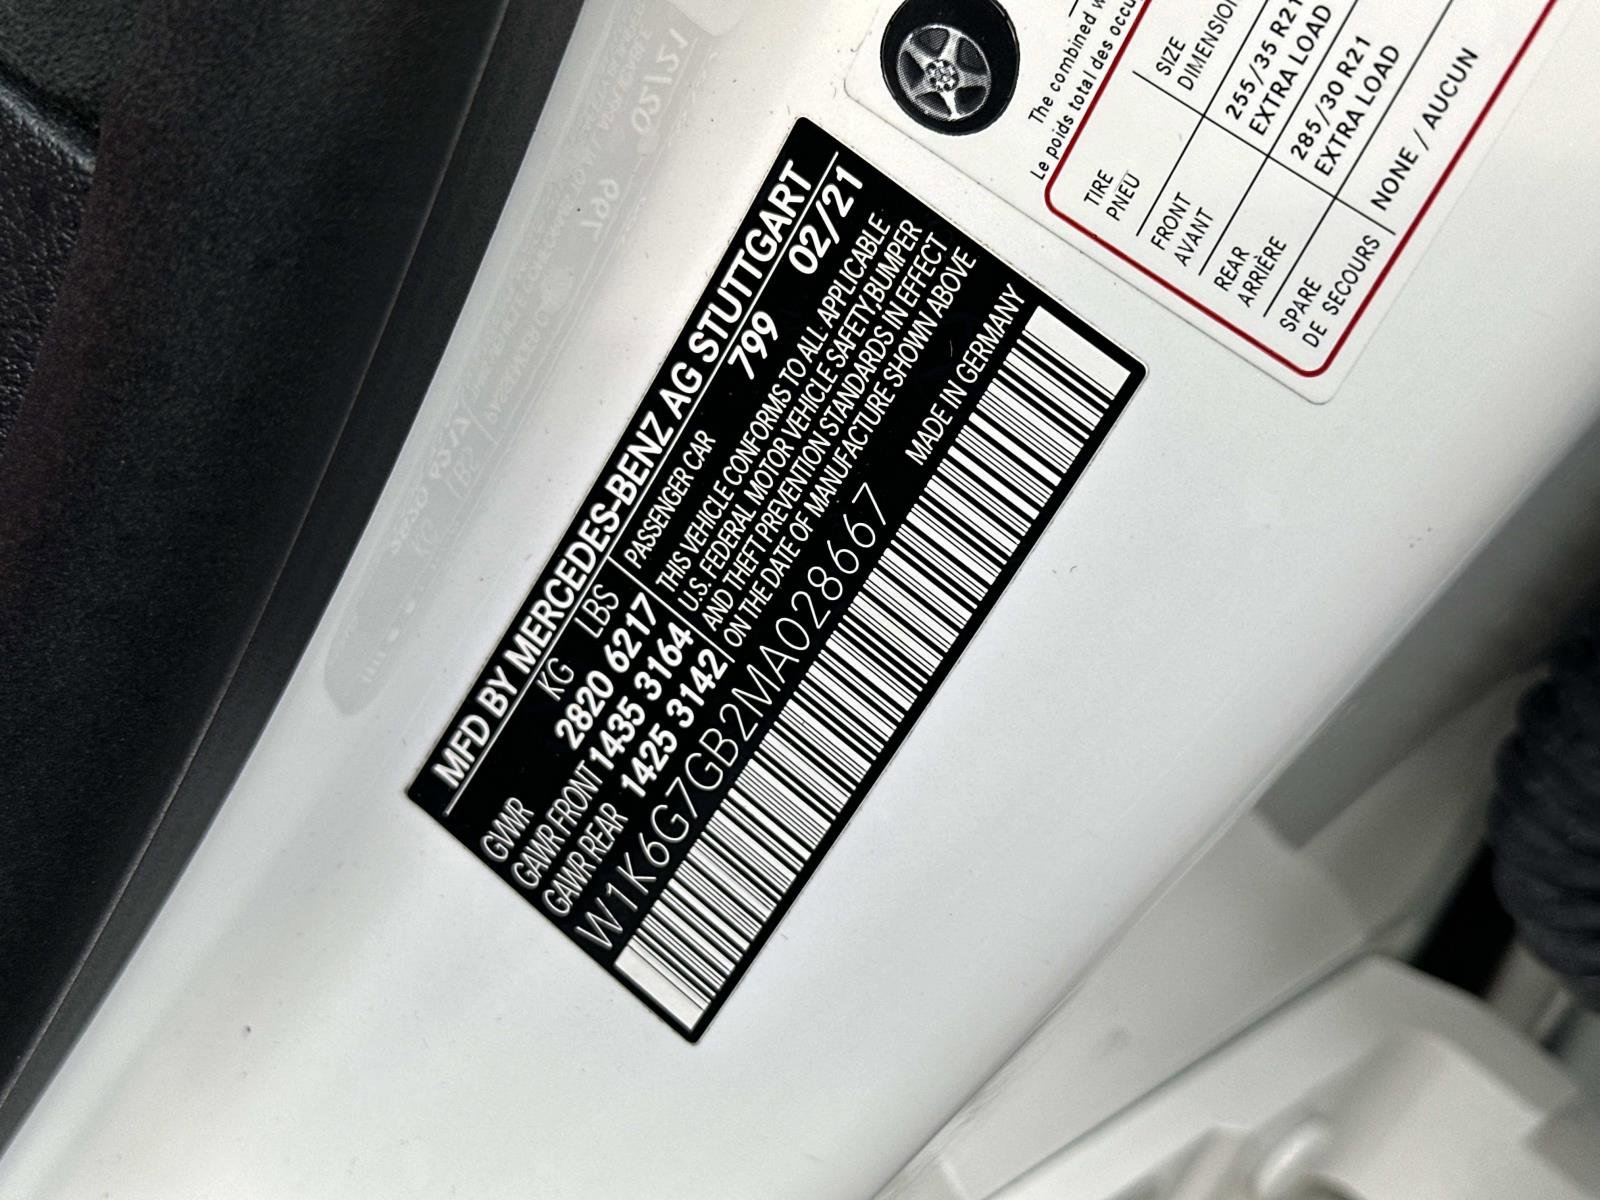 MFD BY MERCEDES-BENZ AG STUTTGART
KG LBS
PASSENGER CAR 799 02/21
GVWR 2820 6217
GAWR FRONT 1435 3164
GAWR REAR 1425 3142
THIS VEHICLE CONFORMS TO ALL APPLICABLE
U.S. FEDERAL MOTOR VEHICLE SAFETY,BUMPER
AND THEFT PREVENTION STANDARDS IN EFFECT
ON THE DATE OF MANUFACTURE SHOWN ABOVE
W1K6G7GB2MA028667 MADE IN GERMANY
The combined
Le poids total des
TIRE
PNEU
SIZE
DIMENSION
FRONT
AVANT
255/35 R21
EXTRA LOAD
REAR
ARRIÈRE
285/30 R21
EXTRA LOAD
SPARE
DE SECOURS
NONE / AUCUN